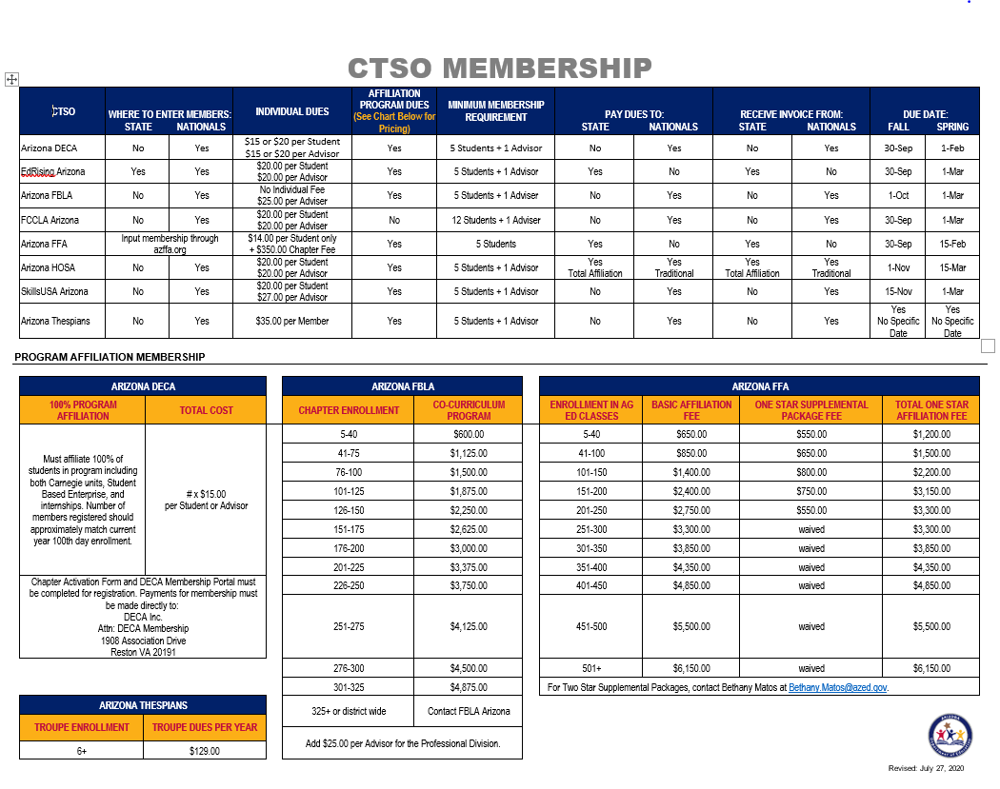 CTSO MEMBERSHIP
CTSO
WHERE TO ENTER MEMBERS:
STATE NATIONALS
INDIVIDUAL DUES
AFFILIATION
PROGRAM DUES
(See Chart Below for
Pricing)
MINIMUM MEMBERSHIP
REQUIREMENT
PAY DUES TO:
STATE NATIONALS
RECEIVE INVOICE FROM:
STATE NATIONALS
DUE DATE:
FALL SPRING
Arizona DECA No Yes $15 or $20 per Student
$15 or $20 per Advisor Yes 5 Students + 1 Advisor No Yes No Yes 30-Sep 1-Feb
EdRising Arizona Yes Yes $20.00 per Student
$20.00 per Advisor Yes 5 Students + 1 Advisor Yes No Yes No 30-Sep 1-Mar
Arizona FBLA No Yes No Individual Fee
$25.00 per Adviser Yes 5 Students + 1 Adviser No Yes No Yes 1-Oct 1-Mar
FCCLA Arizona No Yes $20.00 per Student
$20.00 per Adviser No 12 Students + 1 Adviser No Yes No Yes 30-Sep 1-Mar
Arizona FFA Input membership through
azffa.org $14.00 per Student only
+ $350.00 Chapter Fee Yes 5 Students Yes No Yes No 30-Sep 15-Feb
Arizona HOSA No Yes $20.00 per Student
$20.00 per Advisor Yes 5 Students + 1 Advisor Yes
Total Affiliation Yes
Traditional Yes
Total Affiliation Yes
Traditional 1-Nov 15-Mar
SkillsUSA Arizona No Yes $20.00 per Student
$27.00 per Advisor Yes 5 Students + 1 Advisor No Yes No Yes 15-Nov 1-Mar
Arizona Thespians No Yes $35.00 per Member Yes 5 Students + 1 Advisor No Yes No Yes Yes
No Specific
Date Yes
No Specific
Date
PROGRAM AFFILIATION MEMBERSHIP
ARIZONA DECA
100% PROGRAM
AFFILIATION
TOTAL COST
Must affiliate 100% of
students in program including
both Carnegie units, Student
Based Enterprise, and
internships. Number of
members registered should
approximately match current
year 100th day enrollment.
# x $15.00
per Student or Advisor
Chapter Activation Form and DECA Membership Portal must
be completed for registration. Payments for membership must
be made directly to:
DECA Inc.
Attn: DECA Membership
1908 Association Drive
Reston VA 20191
ARIZONA THESPIANS
TROUPE ENROLLMENT TROUPE DUES PER YEAR
6+ $129.00
ARIZONA FBLA
CHAPTER ENROLLMENT
CO-CURRICULUM
PROGRAM
5-40 $600.00
41-75 $1,125.00
76-100 $1,500.00
101-125 $1,875.00
126-150 $2,250.00
151-175 $2,625.00
176-200 $3,000.00
201-225 $3,375.00
226-250 $3,750.00
251-275 $4,125.00
276-300 $4,500.00
301-325 $4,875.00
325+ or district wide Contact FBLA Arizona
Add $25.00 per Advisor for the Professional Division.
ARIZONA FFA
ENROLLMENT IN AG
ED CLASSES
BASIC AFFILIATION
FEE
ONE STAR SUPPLEMENTAL
PACKAGE FEE
TOTAL ONE STAR
AFFILIATION FEE
5-40 $650.00 $550.00 $1,200.00
41-100 $850.00 $650.00 $1,500.00
101-150 $1,400.00 $800.00 $2,200.00
151-200 $2,400.00 $750.00 $3,150.00
201-250 $2,750.00 $550.00 $3,300.00
251-300 $3,300.00 waived $3,300.00
301-350 $3,850.00 waived $3,850.00
351-400 $4,350.00 waived $4,350.00
401-450 $4,850.00 waived $4,850.00
451-500 $5,500.00 waived $5,500.00
501+ $6,150.00 waived $6,150.00
For Two Star Supplemental Packages, contact Bethany Matos at Bethany.Matos@azed.gov.
Revised: July 27, 2020